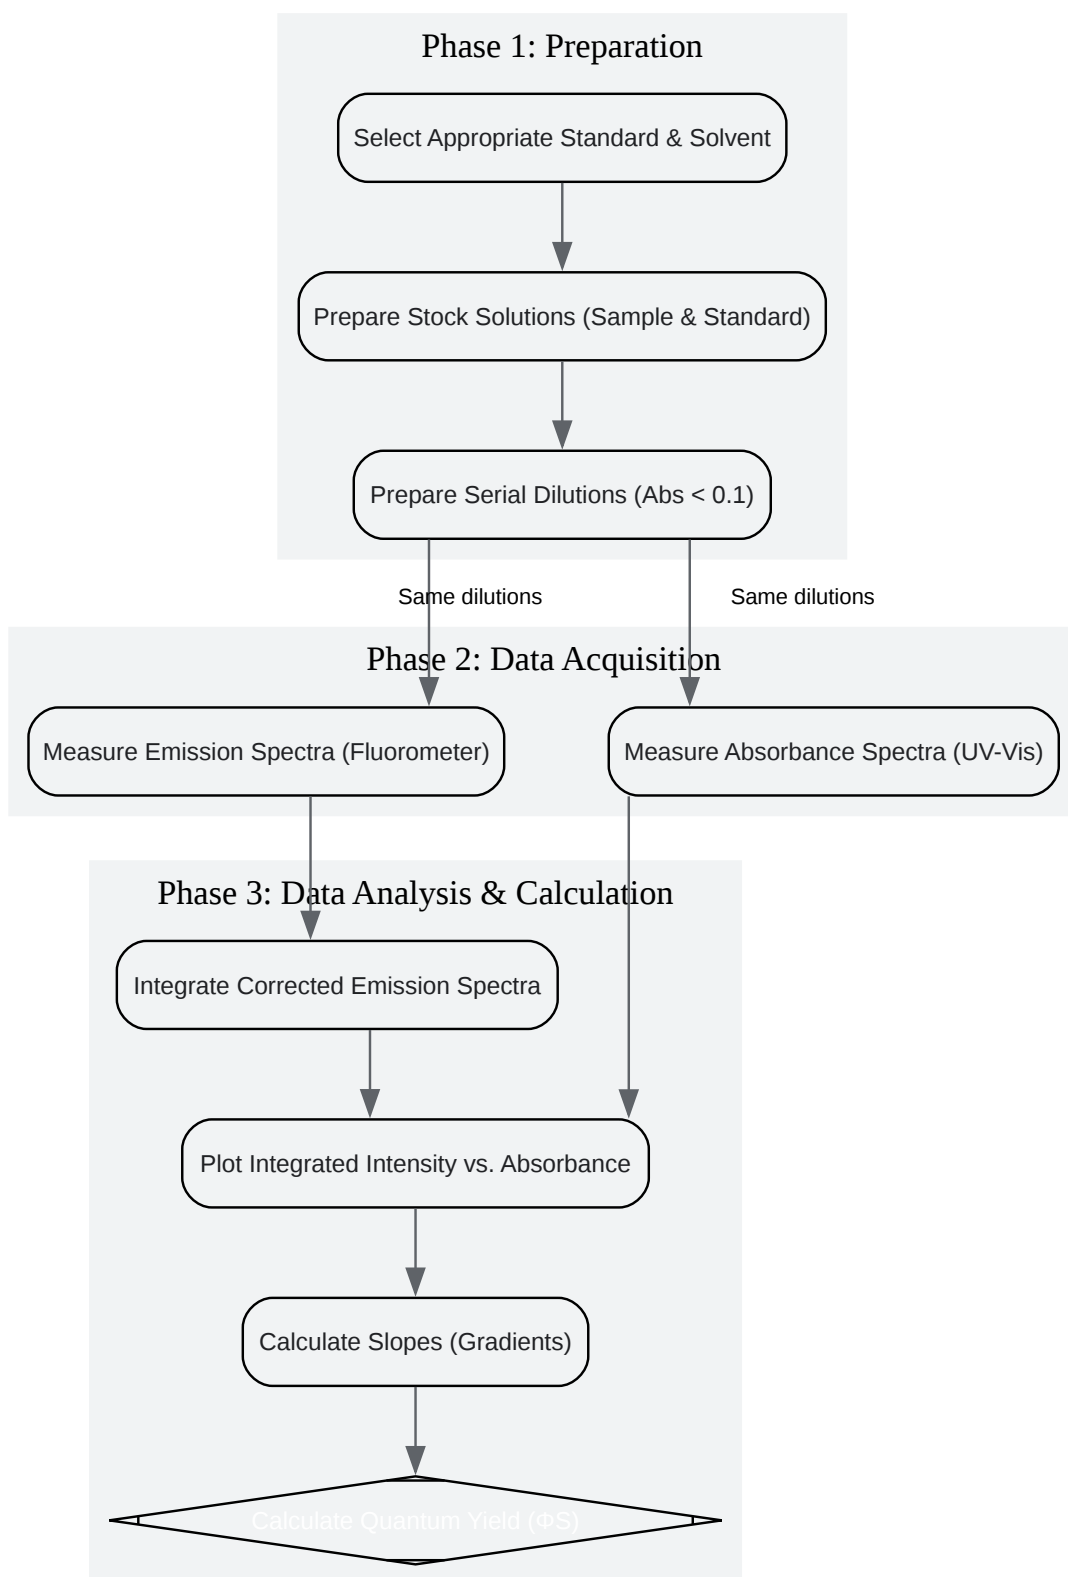 Phase 1: Preparation
Select Appropriate Standard & Solvent
Prepare Stock Solutions (Sample & Standard)
Prepare Serial Dilutions (Abs < 0.1)
Same dilutions
Same dilutions
Phase 2: Data Acquisition
Measure Emission Spectra (Fluorometer)
Measure Absorbance Spectra (UV-Vis)
Phase 3: Data Analysis & Calculation
Integrate Corrected Emission Spectra
Plot Integrated Intensity vs. Absorbance
Calculate Slopes (Gradients)
Calculate Quantum Yield (ΦS)